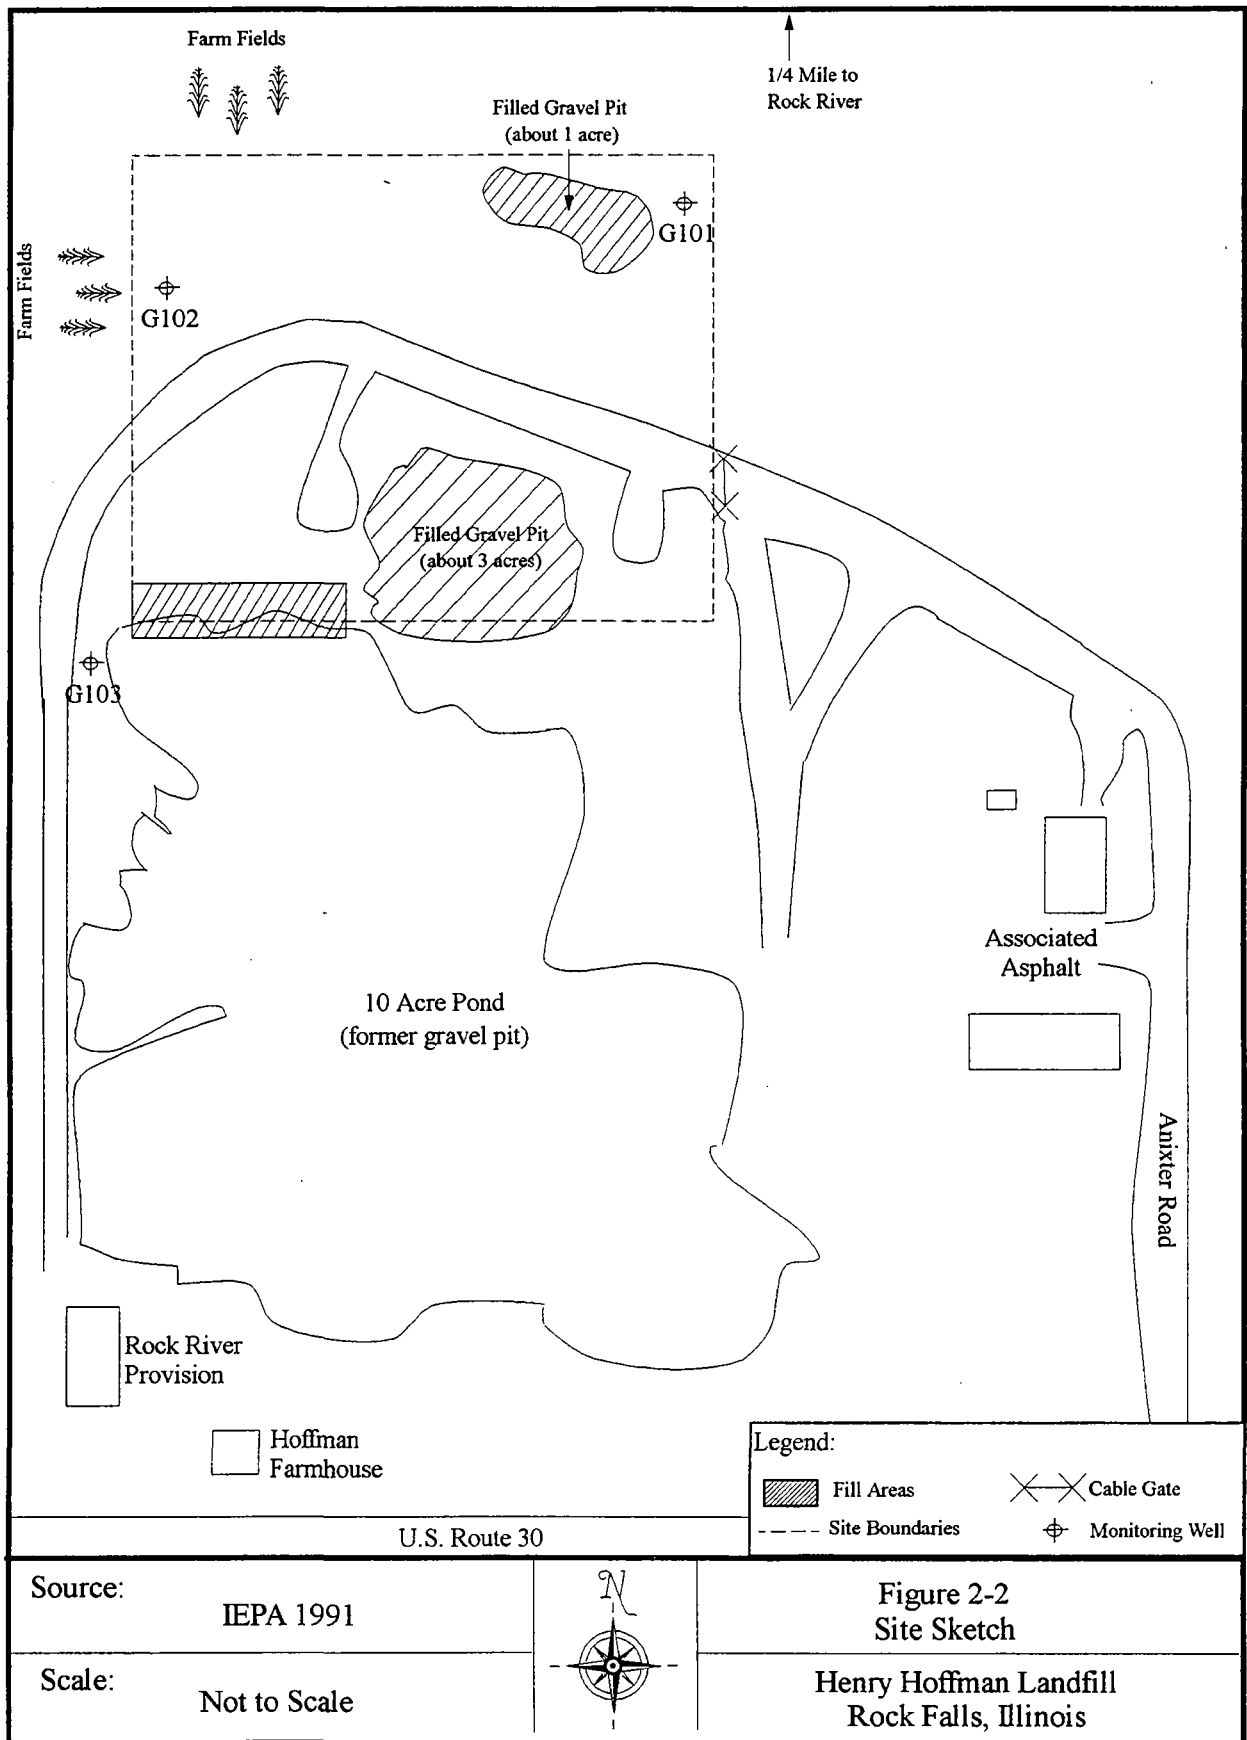 Farm Fields
1/4 Mile to
Rock River
Filled Gravel Pit
(about 1 acre)
G101
Farm Fields
G102
Filled Gravel Pit
(about 3 acres)
G103
Associated
Asphalt
10 Acre Pond
(former gravel pit)
Anixter Road
Rock River
Provision
Hoffman
Farmhouse
Legend:
Fill Areas
Cable Gate
Site Boundaries
Monitoring Well
U.S. Route 30
Source:
IEPA 1991
N
Figure 2-2
Site Sketch
Scale:
Not to Scale
Henry Hoffman Landfill
Rock Falls, Illinois